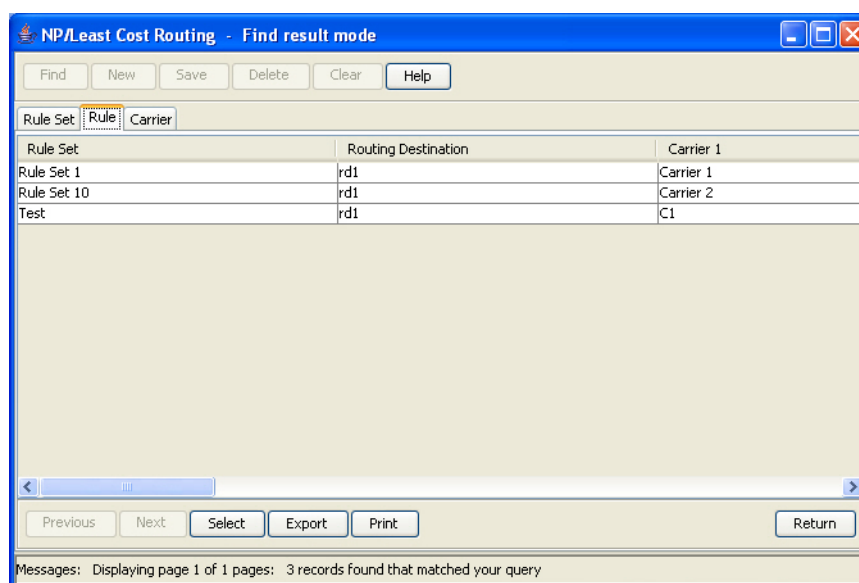 NP/Least Cost Routing - Find result mode
Find New Save Delete Clear Help
Rule Set Rule Carrier
Rule Set Routing Destination Carrier 1
Rule Set 1 rd1 Carrier 1
Rule Set 10 rd1 Carrier 2
Test rd1 C1
Previous Next Select Export Print Return
Messages: Displaying page 1 of 1 pages: 3 records found that matched your query